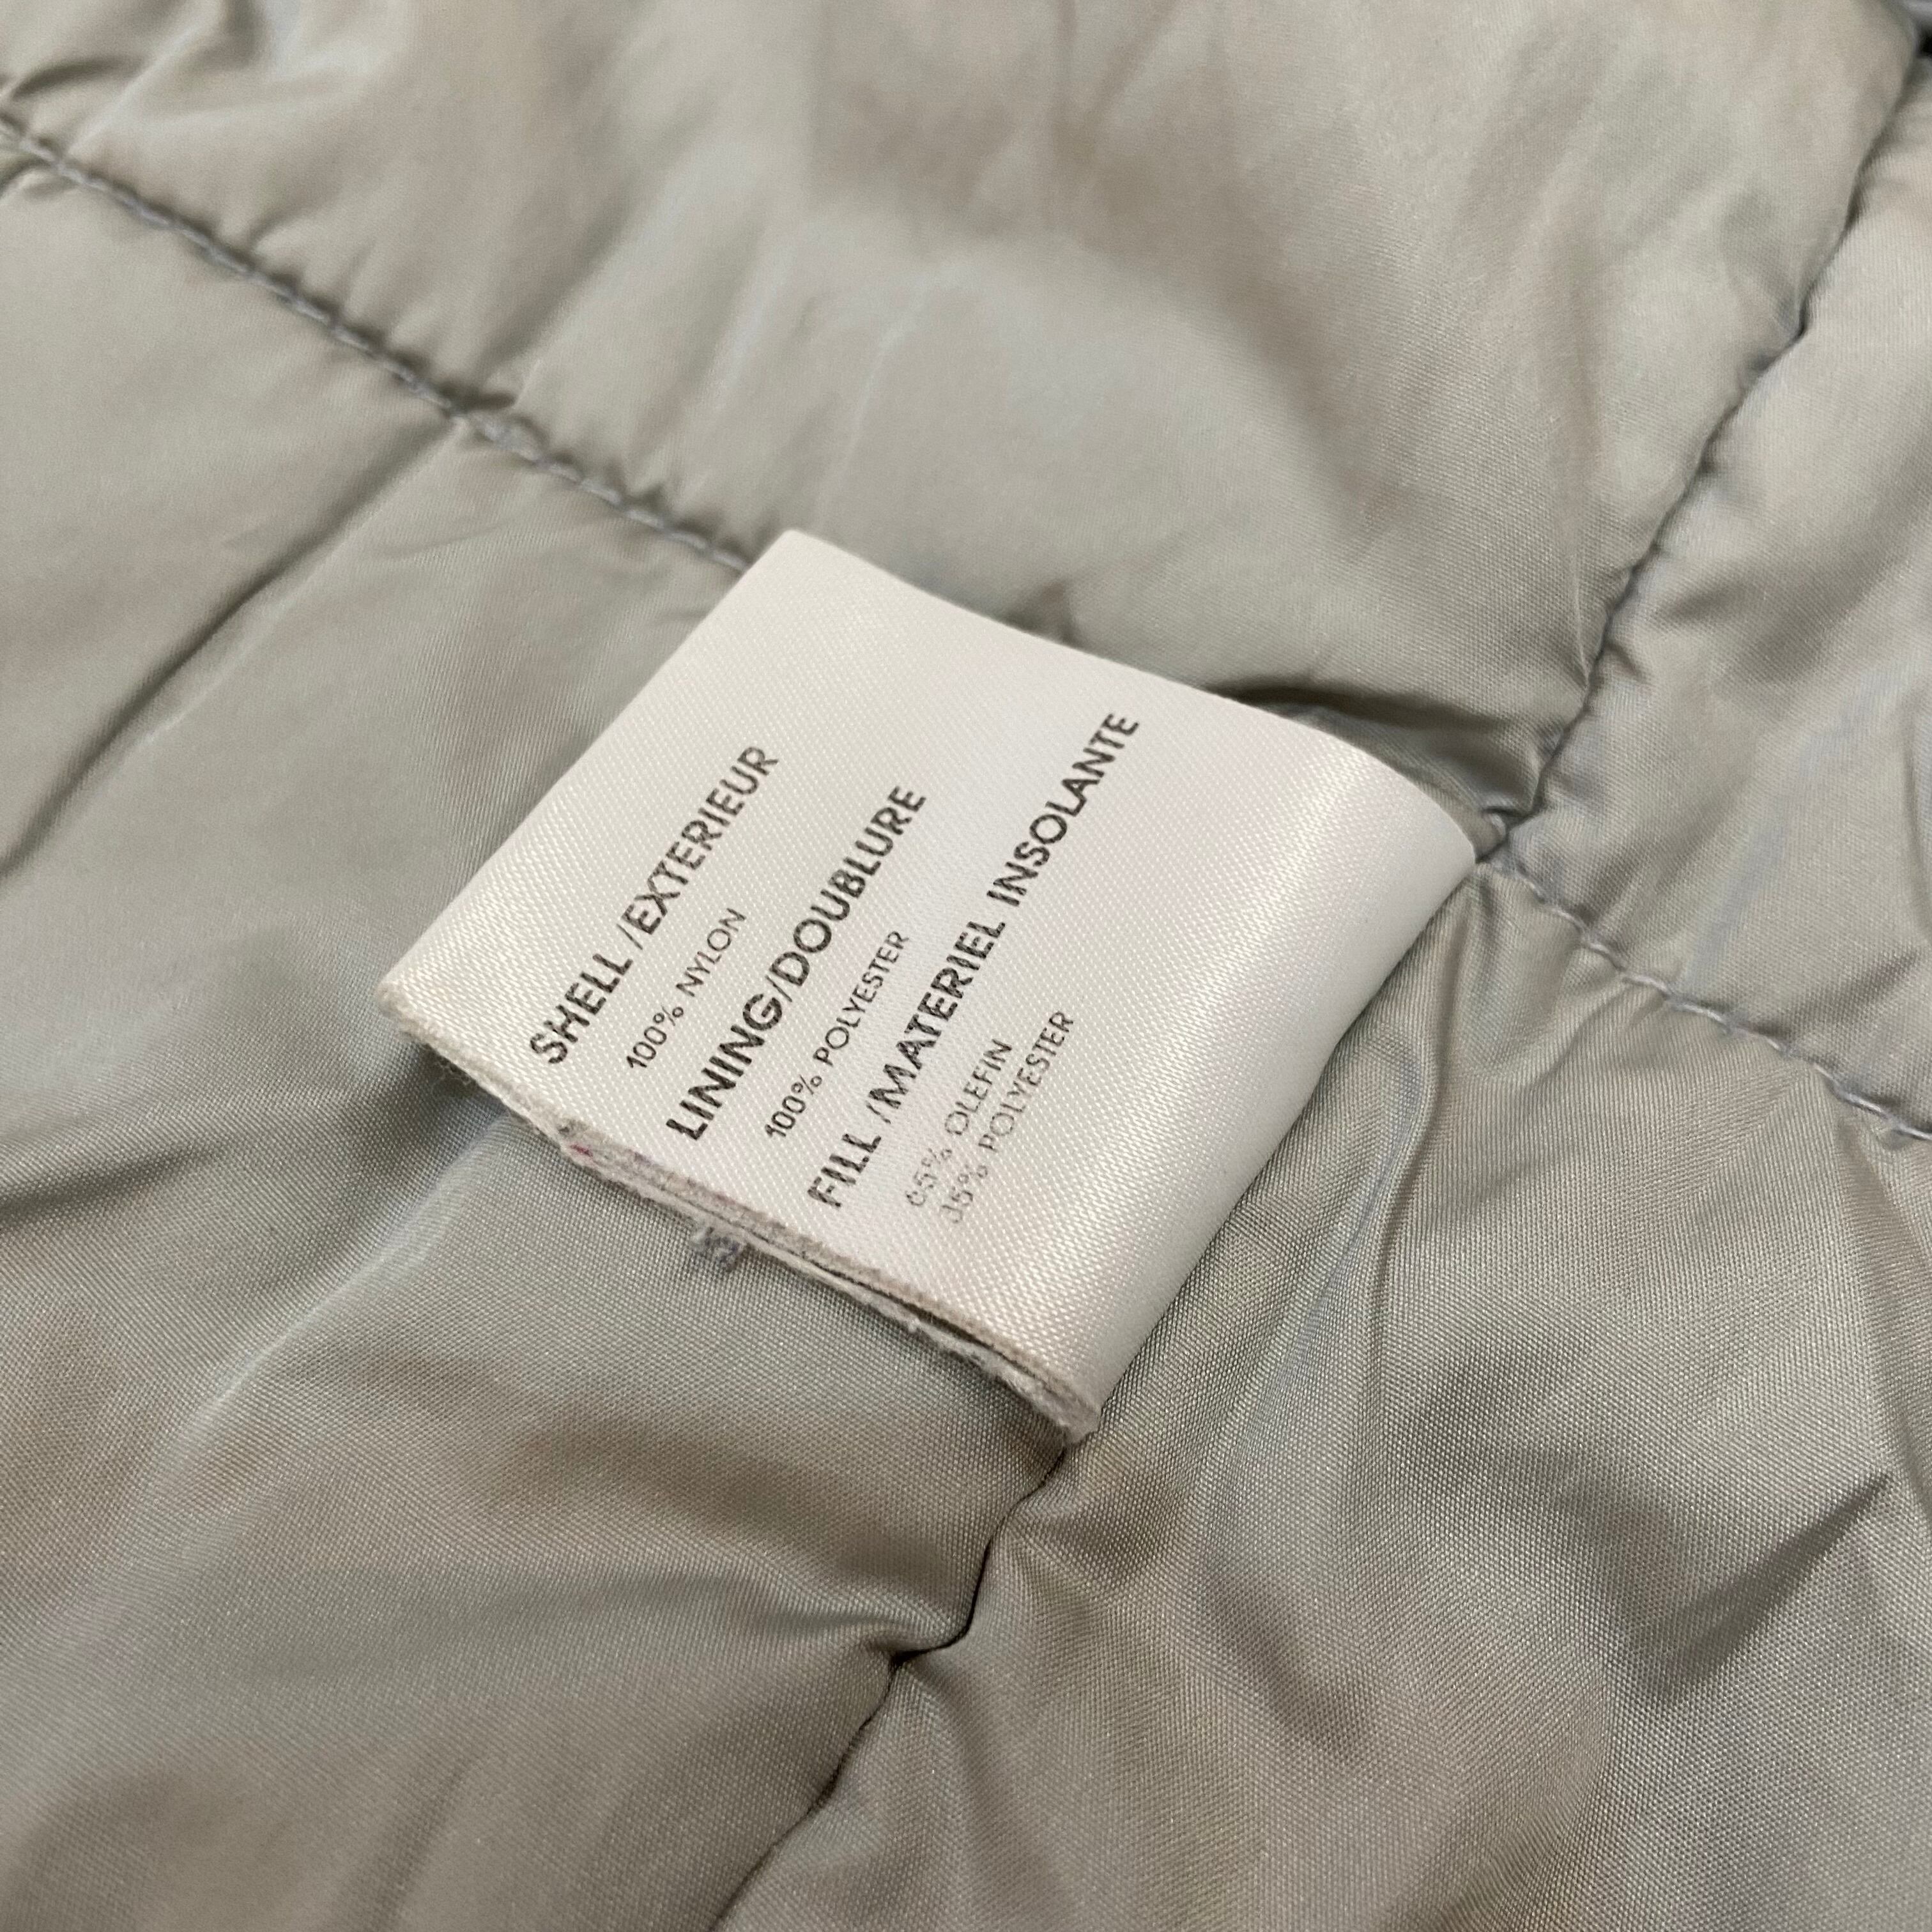 SHELL /EXTERIEUR
100% NYLON
LINING/DOUBLURE
100% POLYESTER
FILL /MATERIEL INSOLANTE
65% OLEFIN
35% POLYESTER